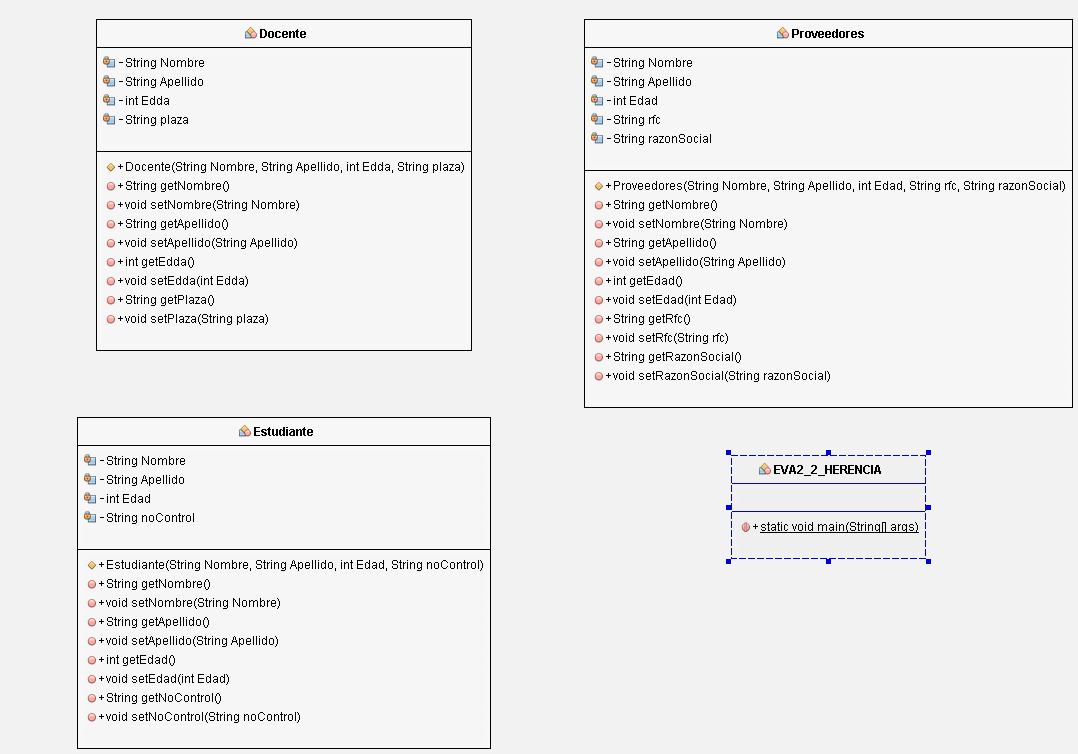 Docente
-String Nombre
-String Apellido
-int Edda
-String plaza
+Docente(String Nombre, String Apellido, int Edda, String plaza)
+String getNombre()
+void setNombre(String Nombre)
+String getApellido()
+void setApellido(String Apellido)
+int getEdda()
+void setEdda(int Edda)
+String getPlaza()
+void setPlaza(String plaza)
Proveedores
-String Nombre
-String Apellido
-int Edad
-String rfc
-String razonSocial
+Proveedores(String Nombre, String Apellido, int Edad, String rfc, String razonSocial)
+String getNombre()
+void setNombre(String Nombre)
+String getApellido()
+void setApellido(String Apellido)
+int getEdad()
+void setEdad(int Edad)
+String getRfc()
+void setRfc(String rfc)
+String getRazonSocial()
+void setRazonSocial(String razonSocial)
Estudiante
-String Nombre
-String Apellido
-int Edad
-String noControl
+Estudiante(String Nombre, String Apellido, int Edad, String noControl)
+String getNombre()
+void setNombre(String Nombre)
+String getApellido()
+void setApellido(String Apellido)
+int getEdad()
+void setEdad(int Edad)
+String getNoControl()
+void setNoControl(String noControl)
EVA2_2_HERENCIA
+static void main(String[] args)